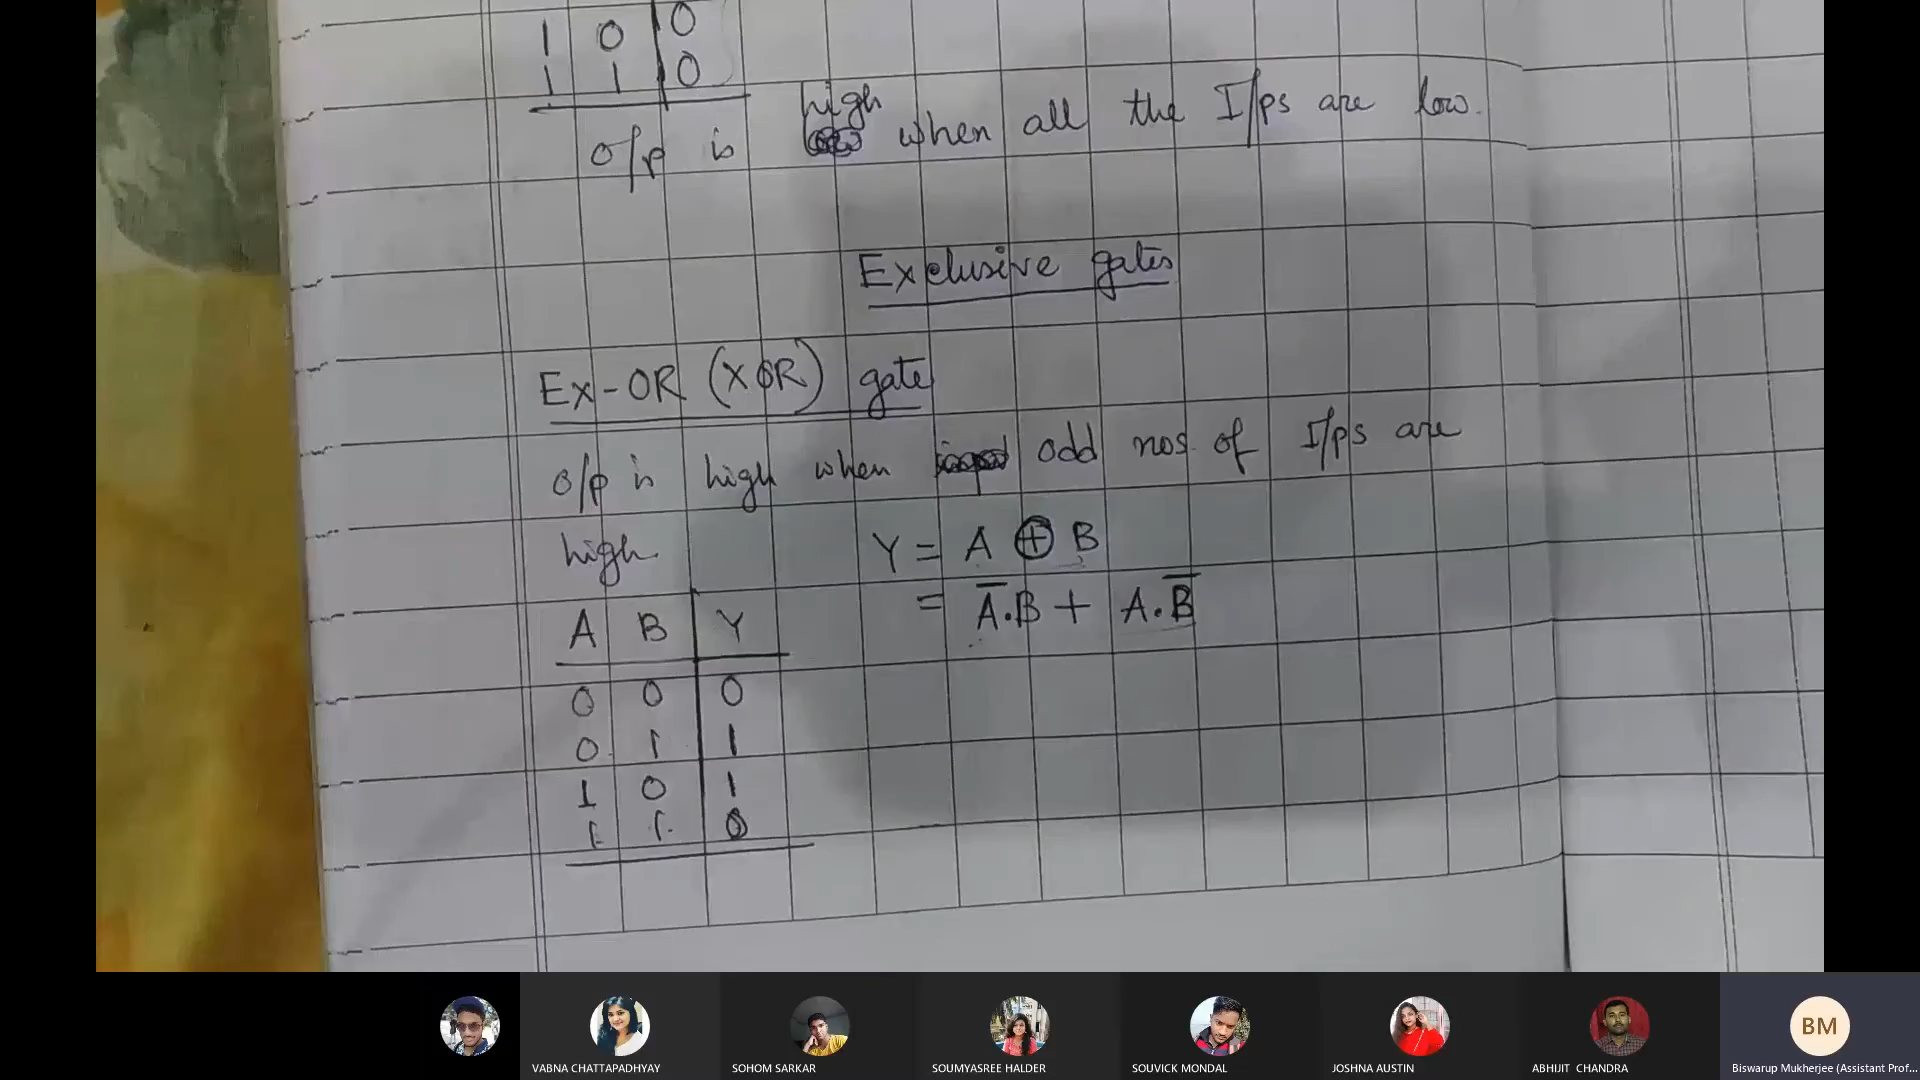 1 0 0
1 1 0
high
o/p is when all the I/ps are low.
Exclusive gates
Ex-OR (XOR) gate
o/p is high when odd nos. of I/ps are
high
Y = A ⊕ B
= A̅.B + A.B̅
A B Y
0 0 0
0 1 1
1 0 1
1 1 0
VABNA CHATTAPADHYAY
SOHOM SARKAR
SOUMYASREE HALDER
SOUVICK MONDAL
JOSHNA AUSTIN
ABHIJIT CHANDRA
BM
Biswarup Mukherjee (Assistant Prof...